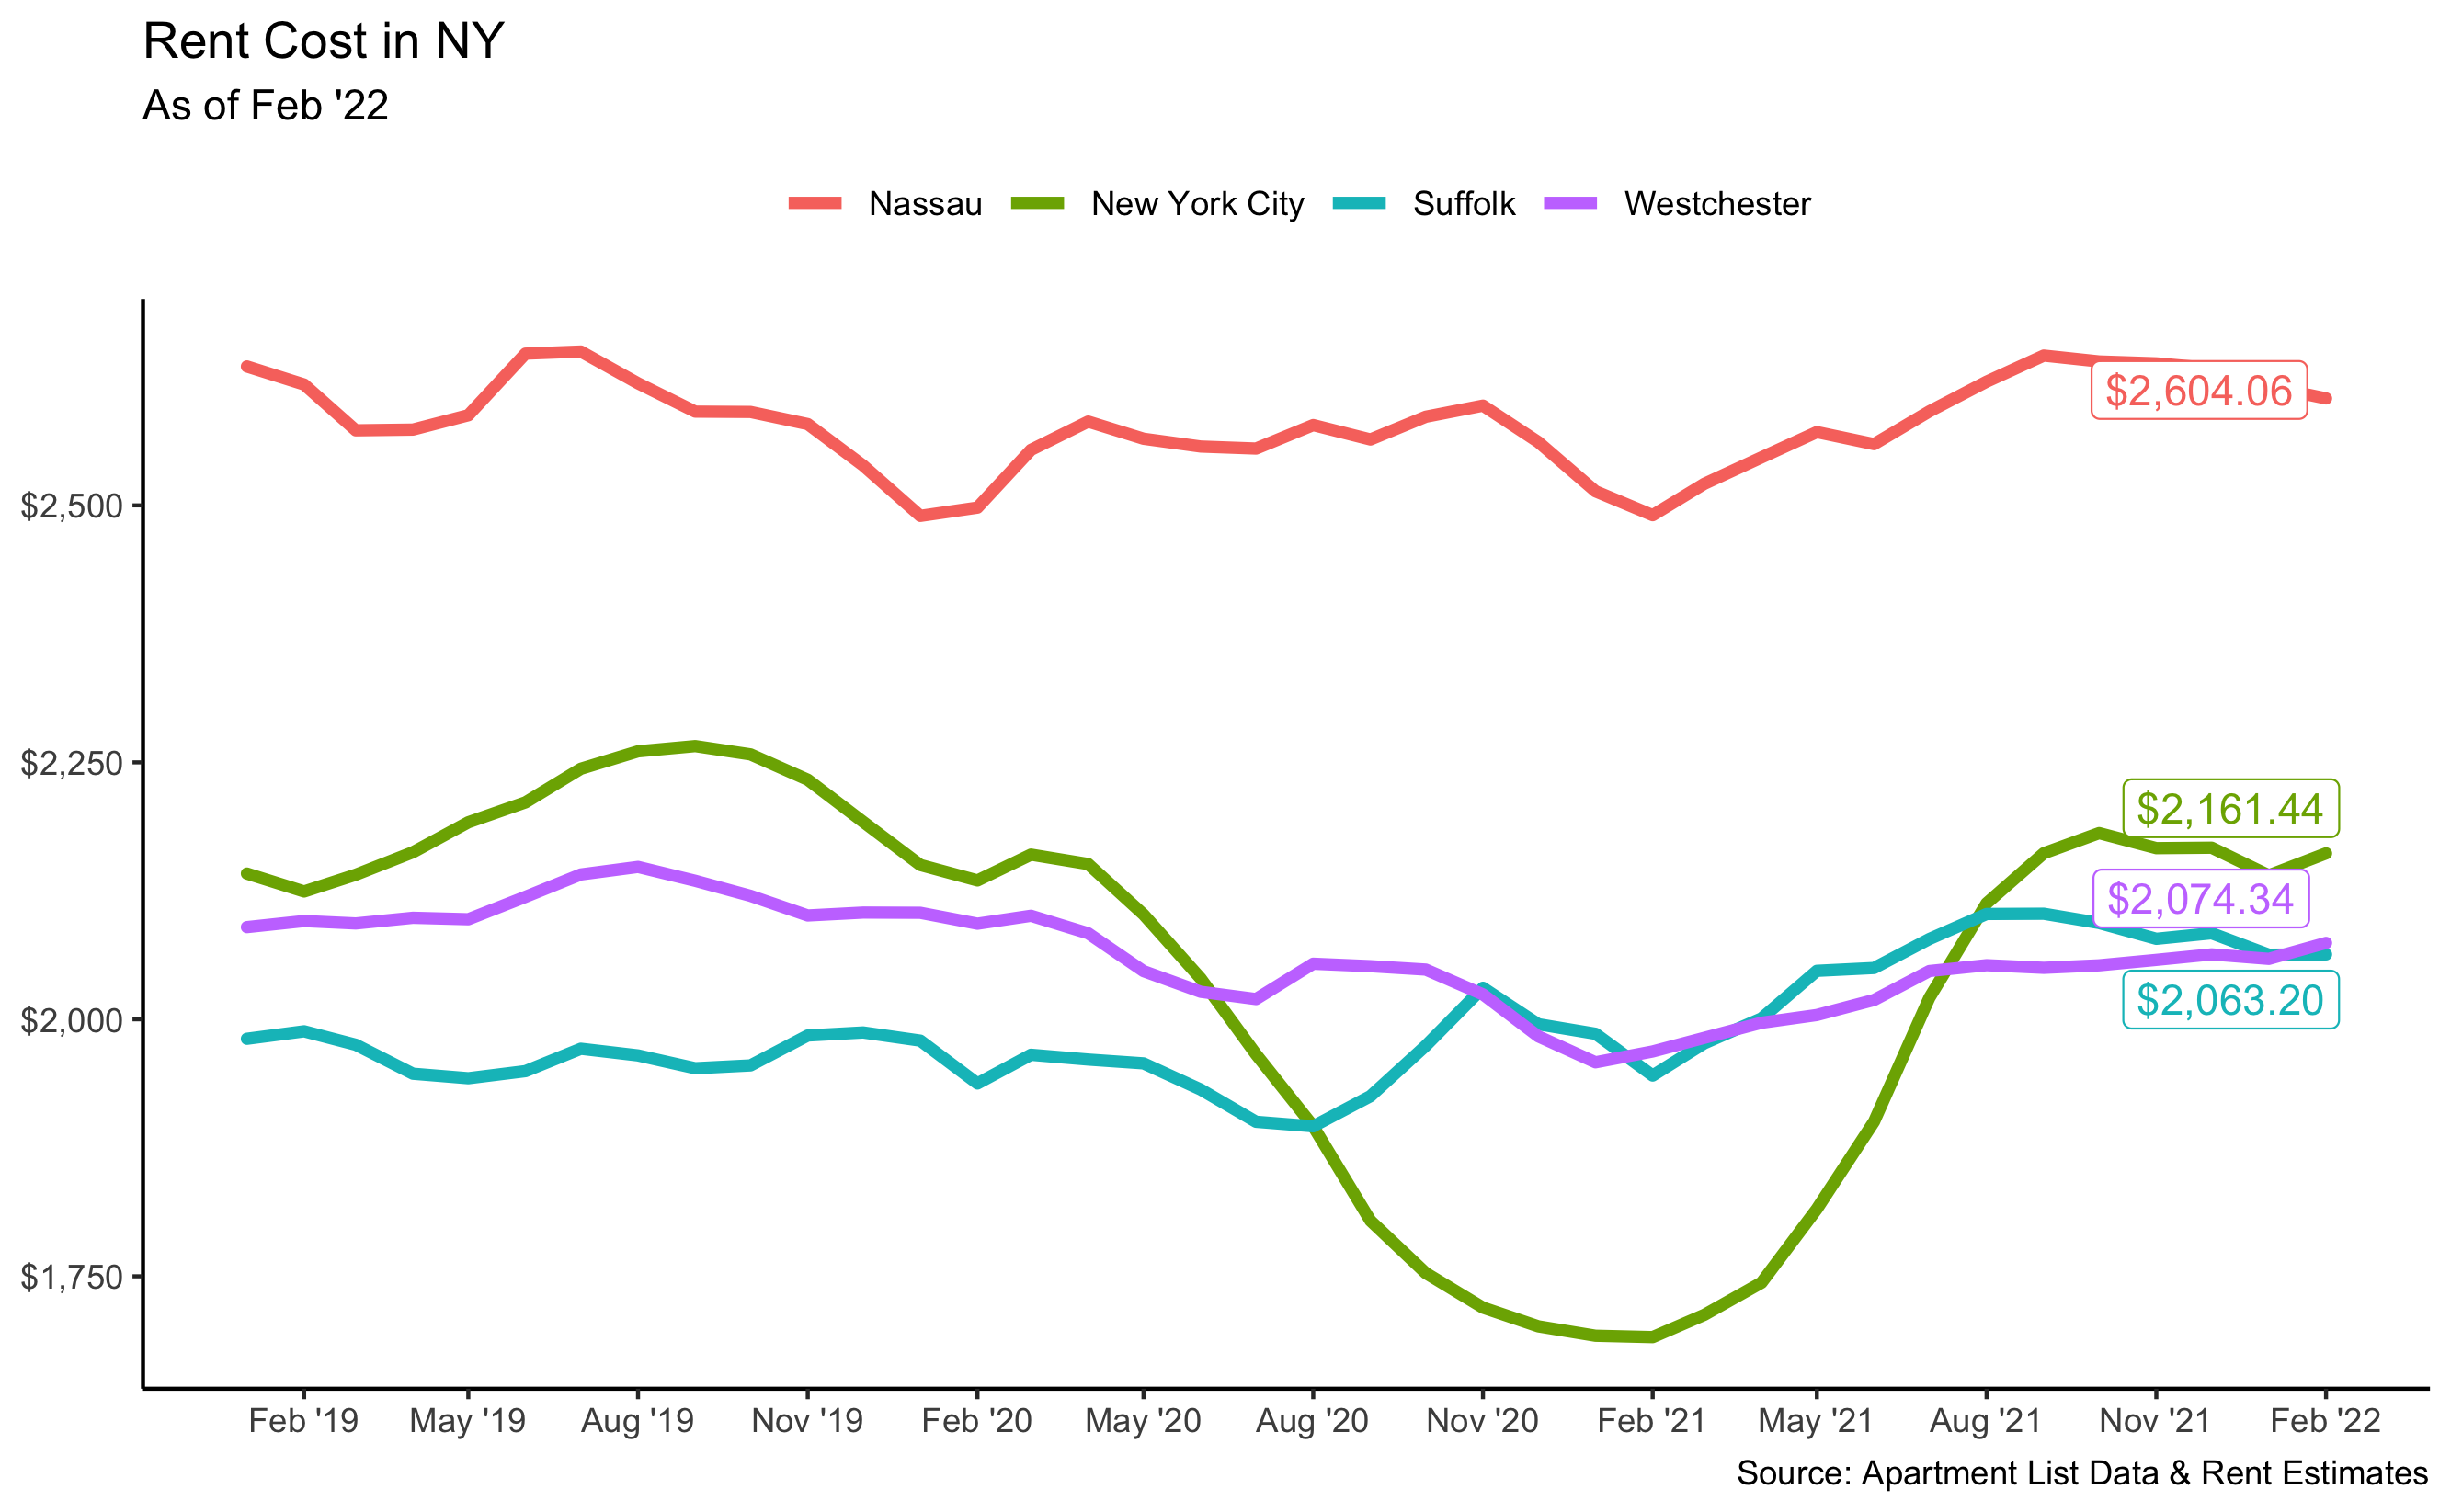 Rent Cost in NY
As of Feb '22
Nassau New York City Suffolk Westchester
$2,604.06
$2,500
$2,250
$2,161.44
$2,074.34
$2,063.20
$2,000
$1,750
Feb '19 May '19 Aug '19 Nov '19 Feb '20 May '20 Aug '20 Nov '20 Feb '21 May '21 Aug '21 Nov '21 Feb '22
Source: Apartment List Data & Rent Estimates